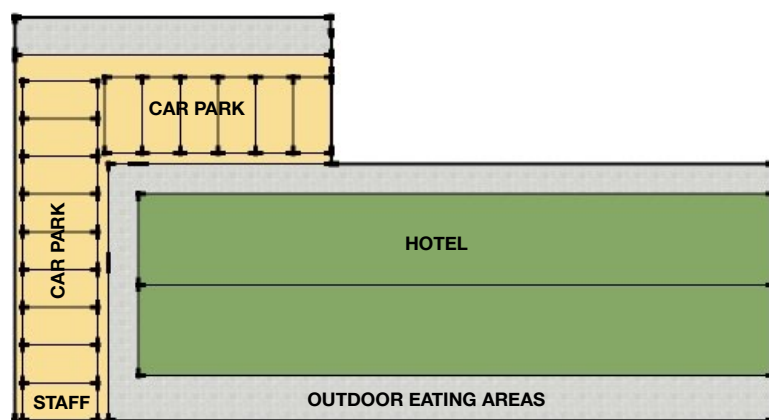 CAR PARK
CAR PARK
HOTEL
STAFF
OUTDOOR EATING AREAS